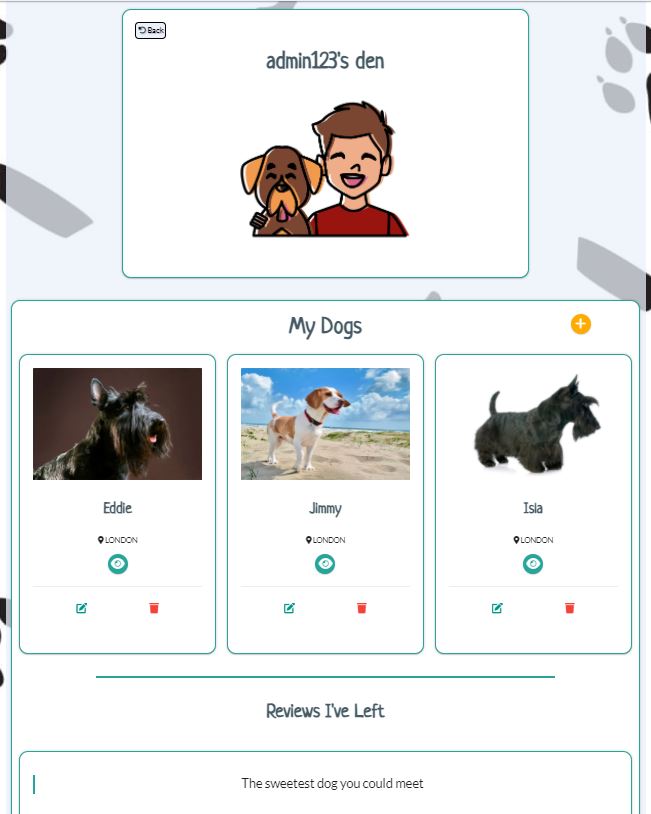 Back
admin123's den
My Dogs
Eddie
LONDON
Jimmy
LONDON
Isla
LONDON
Reviews I've Left
The sweetest dog you could meet